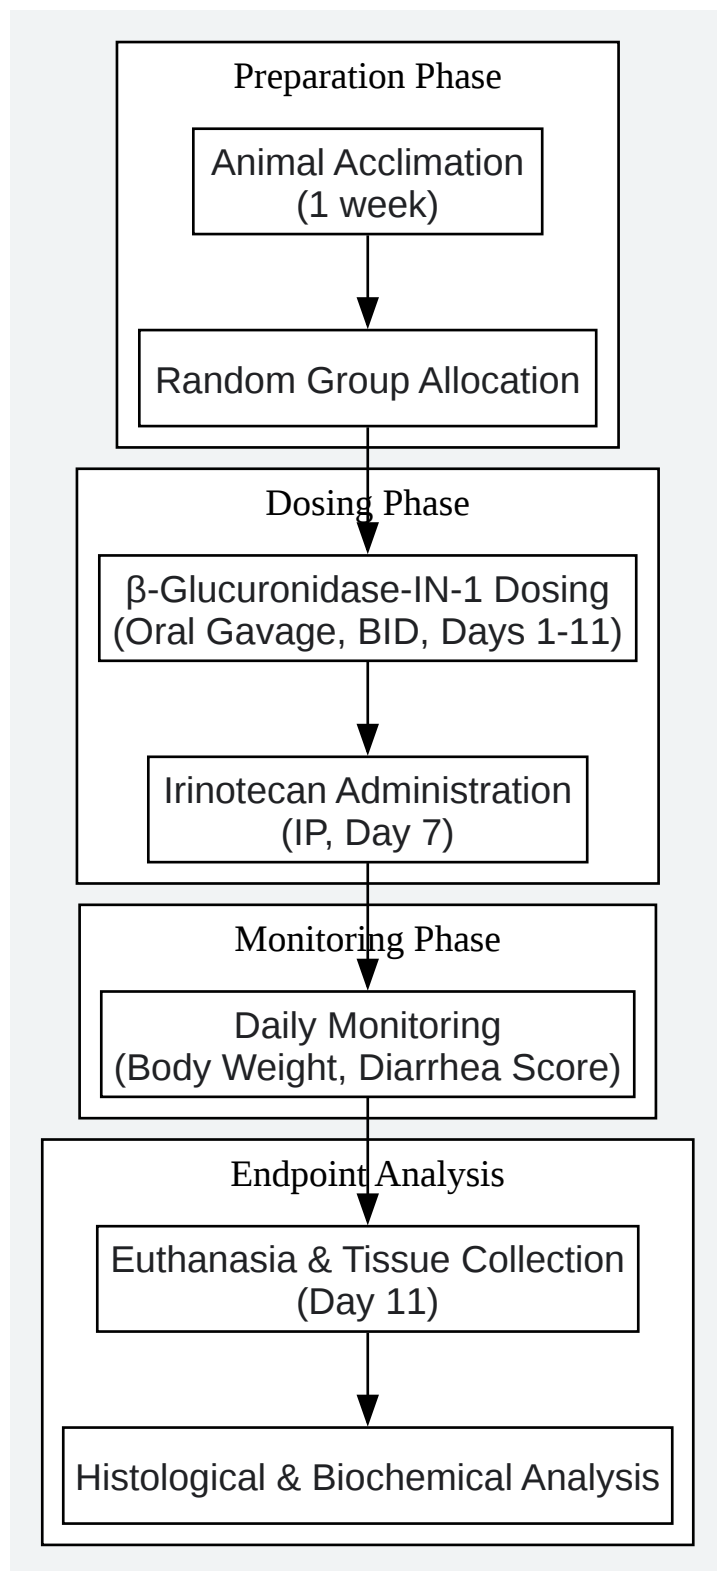 Preparation Phase
Animal Acclimation
(1 week)
Random Group Allocation
Dosing Phase
β-Glucuronidase-IN-1 Dosing
(Oral Gavage, BID, Days 1-11)
Irinotecan Administration
(IP, Day 7)
Monitoring Phase
Daily Monitoring
(Body Weight, Diarrhea Score)
Endpoint Analysis
Euthanasia & Tissue Collection
(Day 11)
Histological & Biochemical Analysis